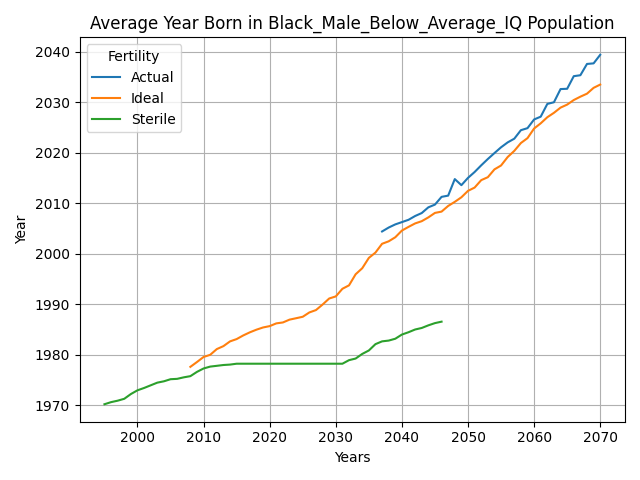 Average Year Born in Black_Male_Below_Average_IQ Population
Fertility
Actual
Ideal
Sterile
Year
2040
2030
2020
2010
2000
1990
1980
1970
2000 2010 2020 2030 2040 2050 2060 2070
Years